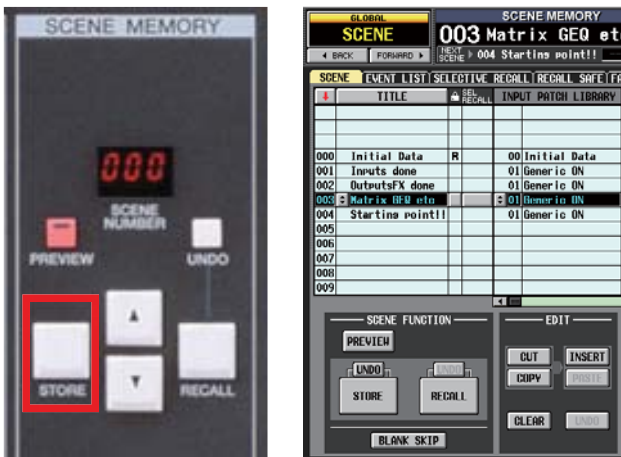 SCENE MEMORY
000
SCENE
NUMBER
PREVIEW
UNDO
STORE
RECALL
GLOBAL
SCENE
SCENE MEMORY
003 Matrix GEQ et
BACK
FORWARD
NEXT
SCENE
004 Starting point!!
SCENE EVENT LIST SELECTIVE RECALL RECALL SAFE FA
TITLE SEL RECALL INPUT PATCH LIBRARY
000 Initial Data R 00 Initial Data
001 Inputs done 01 Generic ON
002 OutputsFX done 01 Generic ON
003 Matrix GEQ etc 01 Generic ON
004 Starting point!! 01 Generic ON
005
006
007
008
009
SCENE FUNCTION
EDIT
PREVIEW
UNDO
UNDO
STORE
RECALL
BLANK SKIP
CUT
INSERT
COPY
PASTE
CLEAR
UNDO